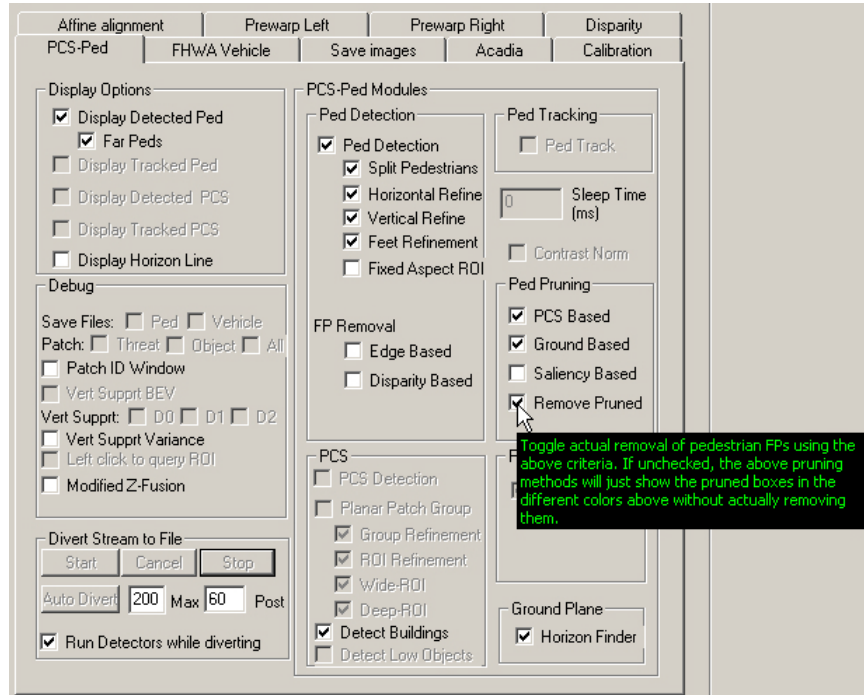 Affine alignment
Prewarp Left
Prewarp Right
Disparity
PCS-Ped
FHWA Vehicle
Save images
Acadia
Calibration
Display Options
Display Detected Ped
Far Peds
Display Tracked Ped
Display Detected PCS
Display Tracked PCS
Display Horizon Line
Debug
Save Files: Ped Vehicle
Patch: Threat Object All
Patch ID Window
Vert Supprt BEV
Vert Supprt: D0 D1 D2
Vert Supprt Variance
Left click to query ROI
Modified Z-Fusion
Divert Stream to File
Start Cancel Stop
Auto Divert 200 Max 60 Post
Run Detectors while diverting
PCS-Ped Modules
Ped Detection
Ped Detection
Split Pedestrians
Horizontal Refine
Vertical Refine
Feet Refinement
Fixed Aspect ROI
FP Removal
Edge Based
Disparity Based
PCS
PCS Detection
Planar Patch Group
Group Refinement
ROI Refinement
Wide-ROI
Deep-ROI
Detect Buildings
Detect Low Objects
Ped Tracking
Ped Track
0 Sleep Time
(ms)
Contrast Norm
Ped Pruning
PCS Based
Ground Based
Saliency Based
Remove Pruned
Toggle actual removal of pedestrian FPs using the
above criteria. If unchecked, the above pruning
methods will just show the pruned boxes in the
different colors above without actually removing
them.
Ground Plane
Horizon Finder